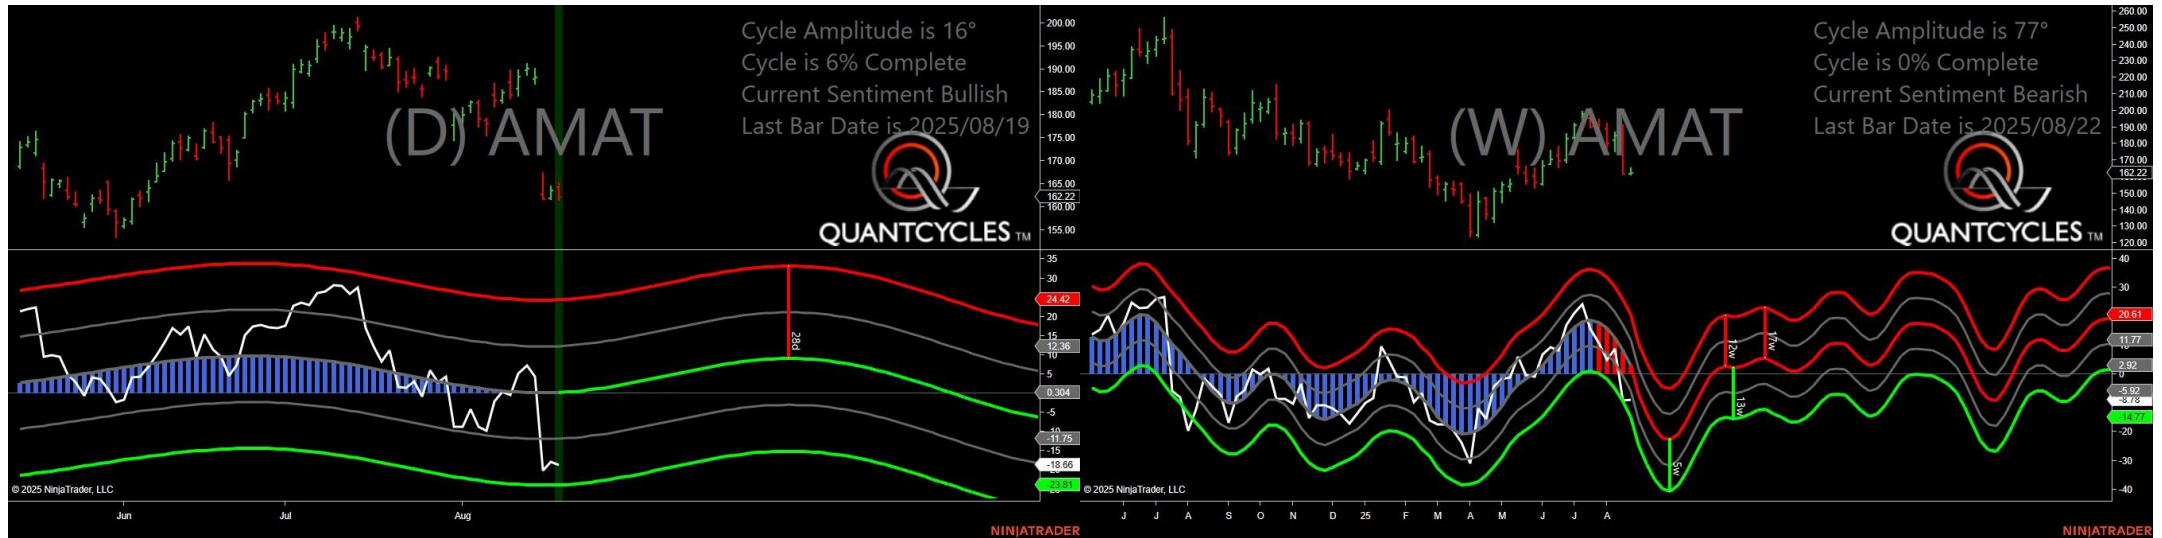 Cycle Amplitude is 16°
Cycle is 6% Complete
Current Sentiment Bullish
Last Bar Date is 2025/08/19
(D) AMAT
QUANTCYCLES TM
200.00
195.00
190.00
185.00
180.00
175.00
170.00
165.00
162.22
160.00
155.00
35
30
24.42
20
15
12.36
10
5
0.304
-5
-10
-11.75
-15
-18.66
-23.81
28d
© 2025 NinjaTrader, LLC
Jun Jul Aug
NINJATRADER
Cycle Amplitude is 77°
Cycle is 0% Complete
Current Sentiment Bearish
Last Bar Date is 2025/08/22
(W) AMAT
QUANTCYCLES TM
260.00
250.00
240.00
230.00
220.00
210.00
200.00
190.00
180.00
170.00
162.22
150.00
140.00
130.00
120.00
40
30
20.61
11.77
2.92
0
-5.92
-8.78
-14.77
-20
-30
-40
12w
17w
13w
5w
© 2025 NinjaTrader, LLC
J J A S O N D 25 F M A M J J A
NINJATRADER